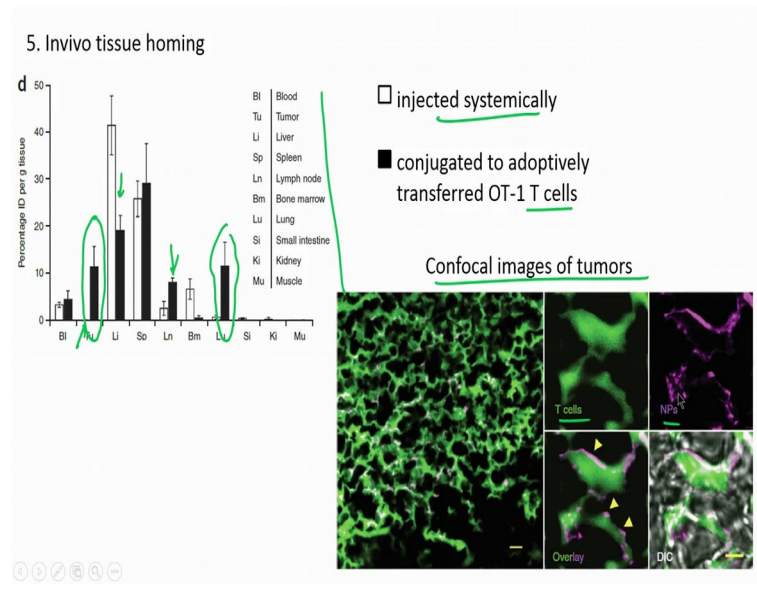 5. Invivo tissue homing
d
Percentage ID per g tissue
50
40
30
20
10
0
Bl
Tu
Li
Sp
Ln
Bm
Lu
Si
Ki
Mu
Bl Blood
Tu Tumor
Li Liver
Sp Spleen
Ln Lymph node
Bm Bone marrow
Lu Lung
Si Small intestine
Ki Kidney
Mu Muscle
injected systemically
conjugated to adoptively
transferred OT-1 T cells
Confocal images of tumors
T cells
NPs
Overlay
DIC